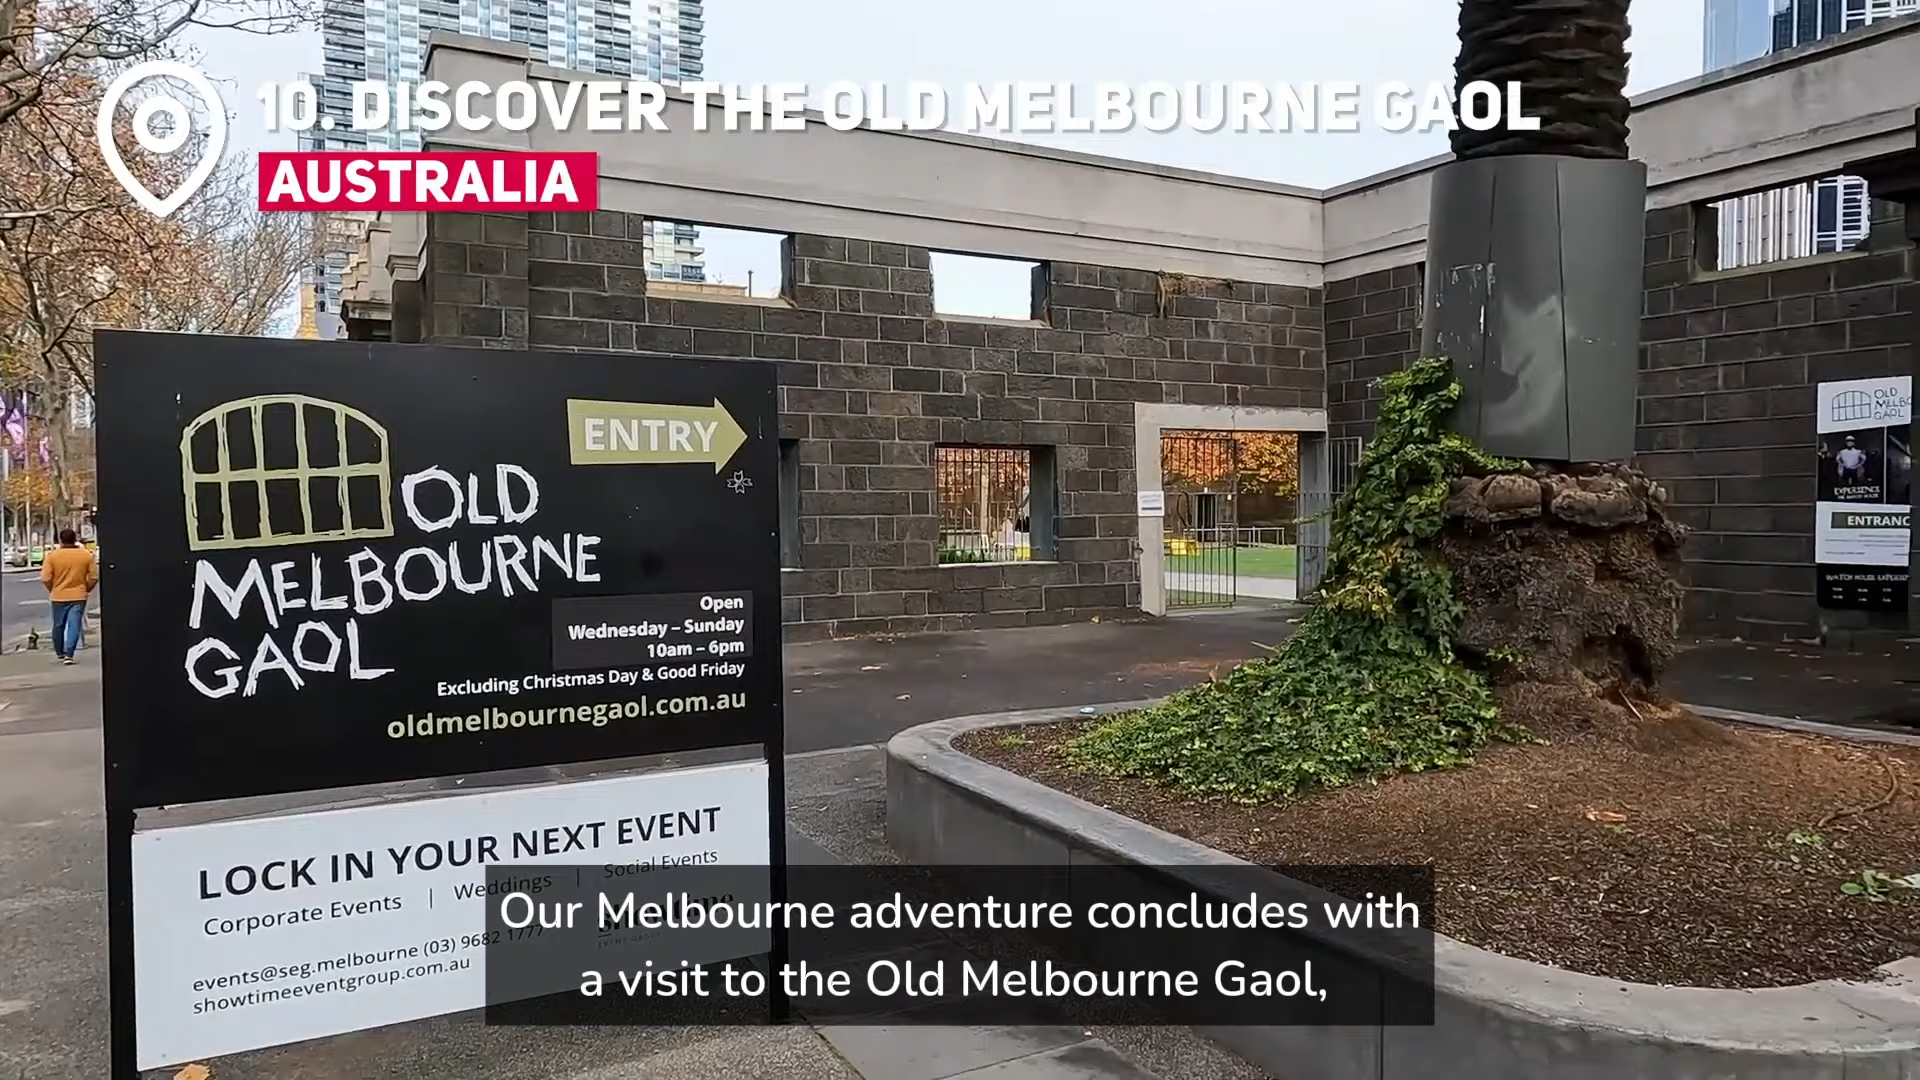 10. DISCOVER THE OLD MELBOURNE GAOL
AUSTRALIA
ENTRY
OLD
MELBOURNE
GAOL
Open
Wednesday – Sunday
10am – 6pm
Excluding Christmas Day & Good Friday
oldmelbournegaol.com.au
LOCK IN YOUR NEXT EVENT
Corporate Events | Weddings | Social Events
events@seg.melbourne (03) 9682 1777
showtimeeventgroup.com.au
OLD
MELBO
GAOL
EXPERIENCE
ENTRANC
Our Melbourne adventure concludes with
a visit to the Old Melbourne Gaol,